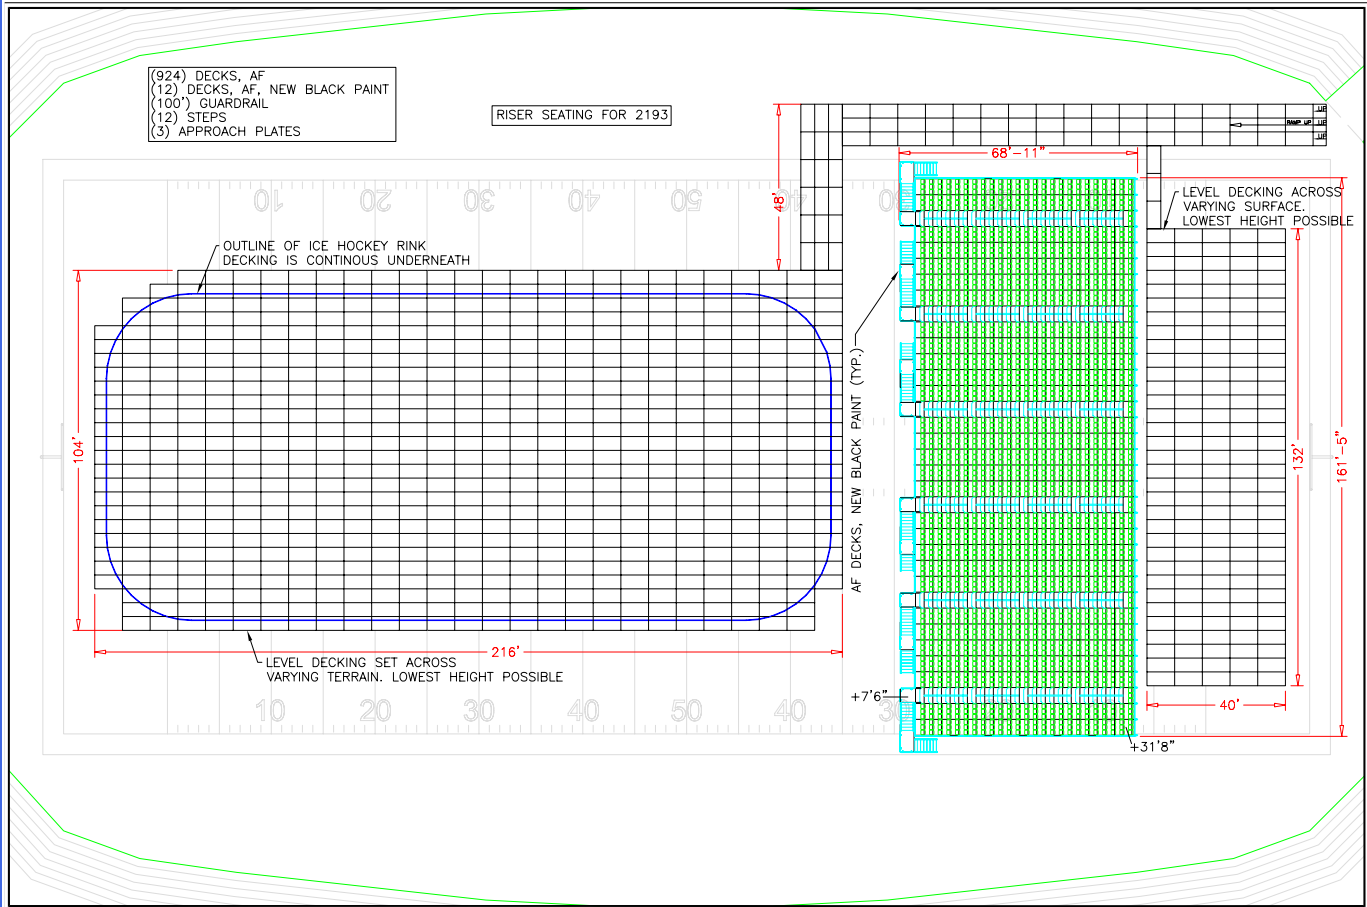 (924) DECKS, AF
(12) DECKS, AF, NEW BLACK PAINT
(100') GUARDRAIL
(12) STEPS
(3) APPROACH PLATES
RISER SEATING FOR 2193
UP
RAMP UP UP
UP
68'-11"
48'
10 20 30 40 50
LEVEL DECKING ACROSS
VARYING SURFACE.
LOWEST HEIGHT POSSIBLE
OUTLINE OF ICE HOCKEY RINK
DECKING IS CONTINOUS UNDERNEATH
AF DECKS, NEW BLACK PAINT (TYP.)
104'
132'
161'-5"
216'
LEVEL DECKING SET ACROSS
VARYING TERRAIN. LOWEST HEIGHT POSSIBLE
+7'6"
40'
10 20 30 40 50 40 30
+31'8"